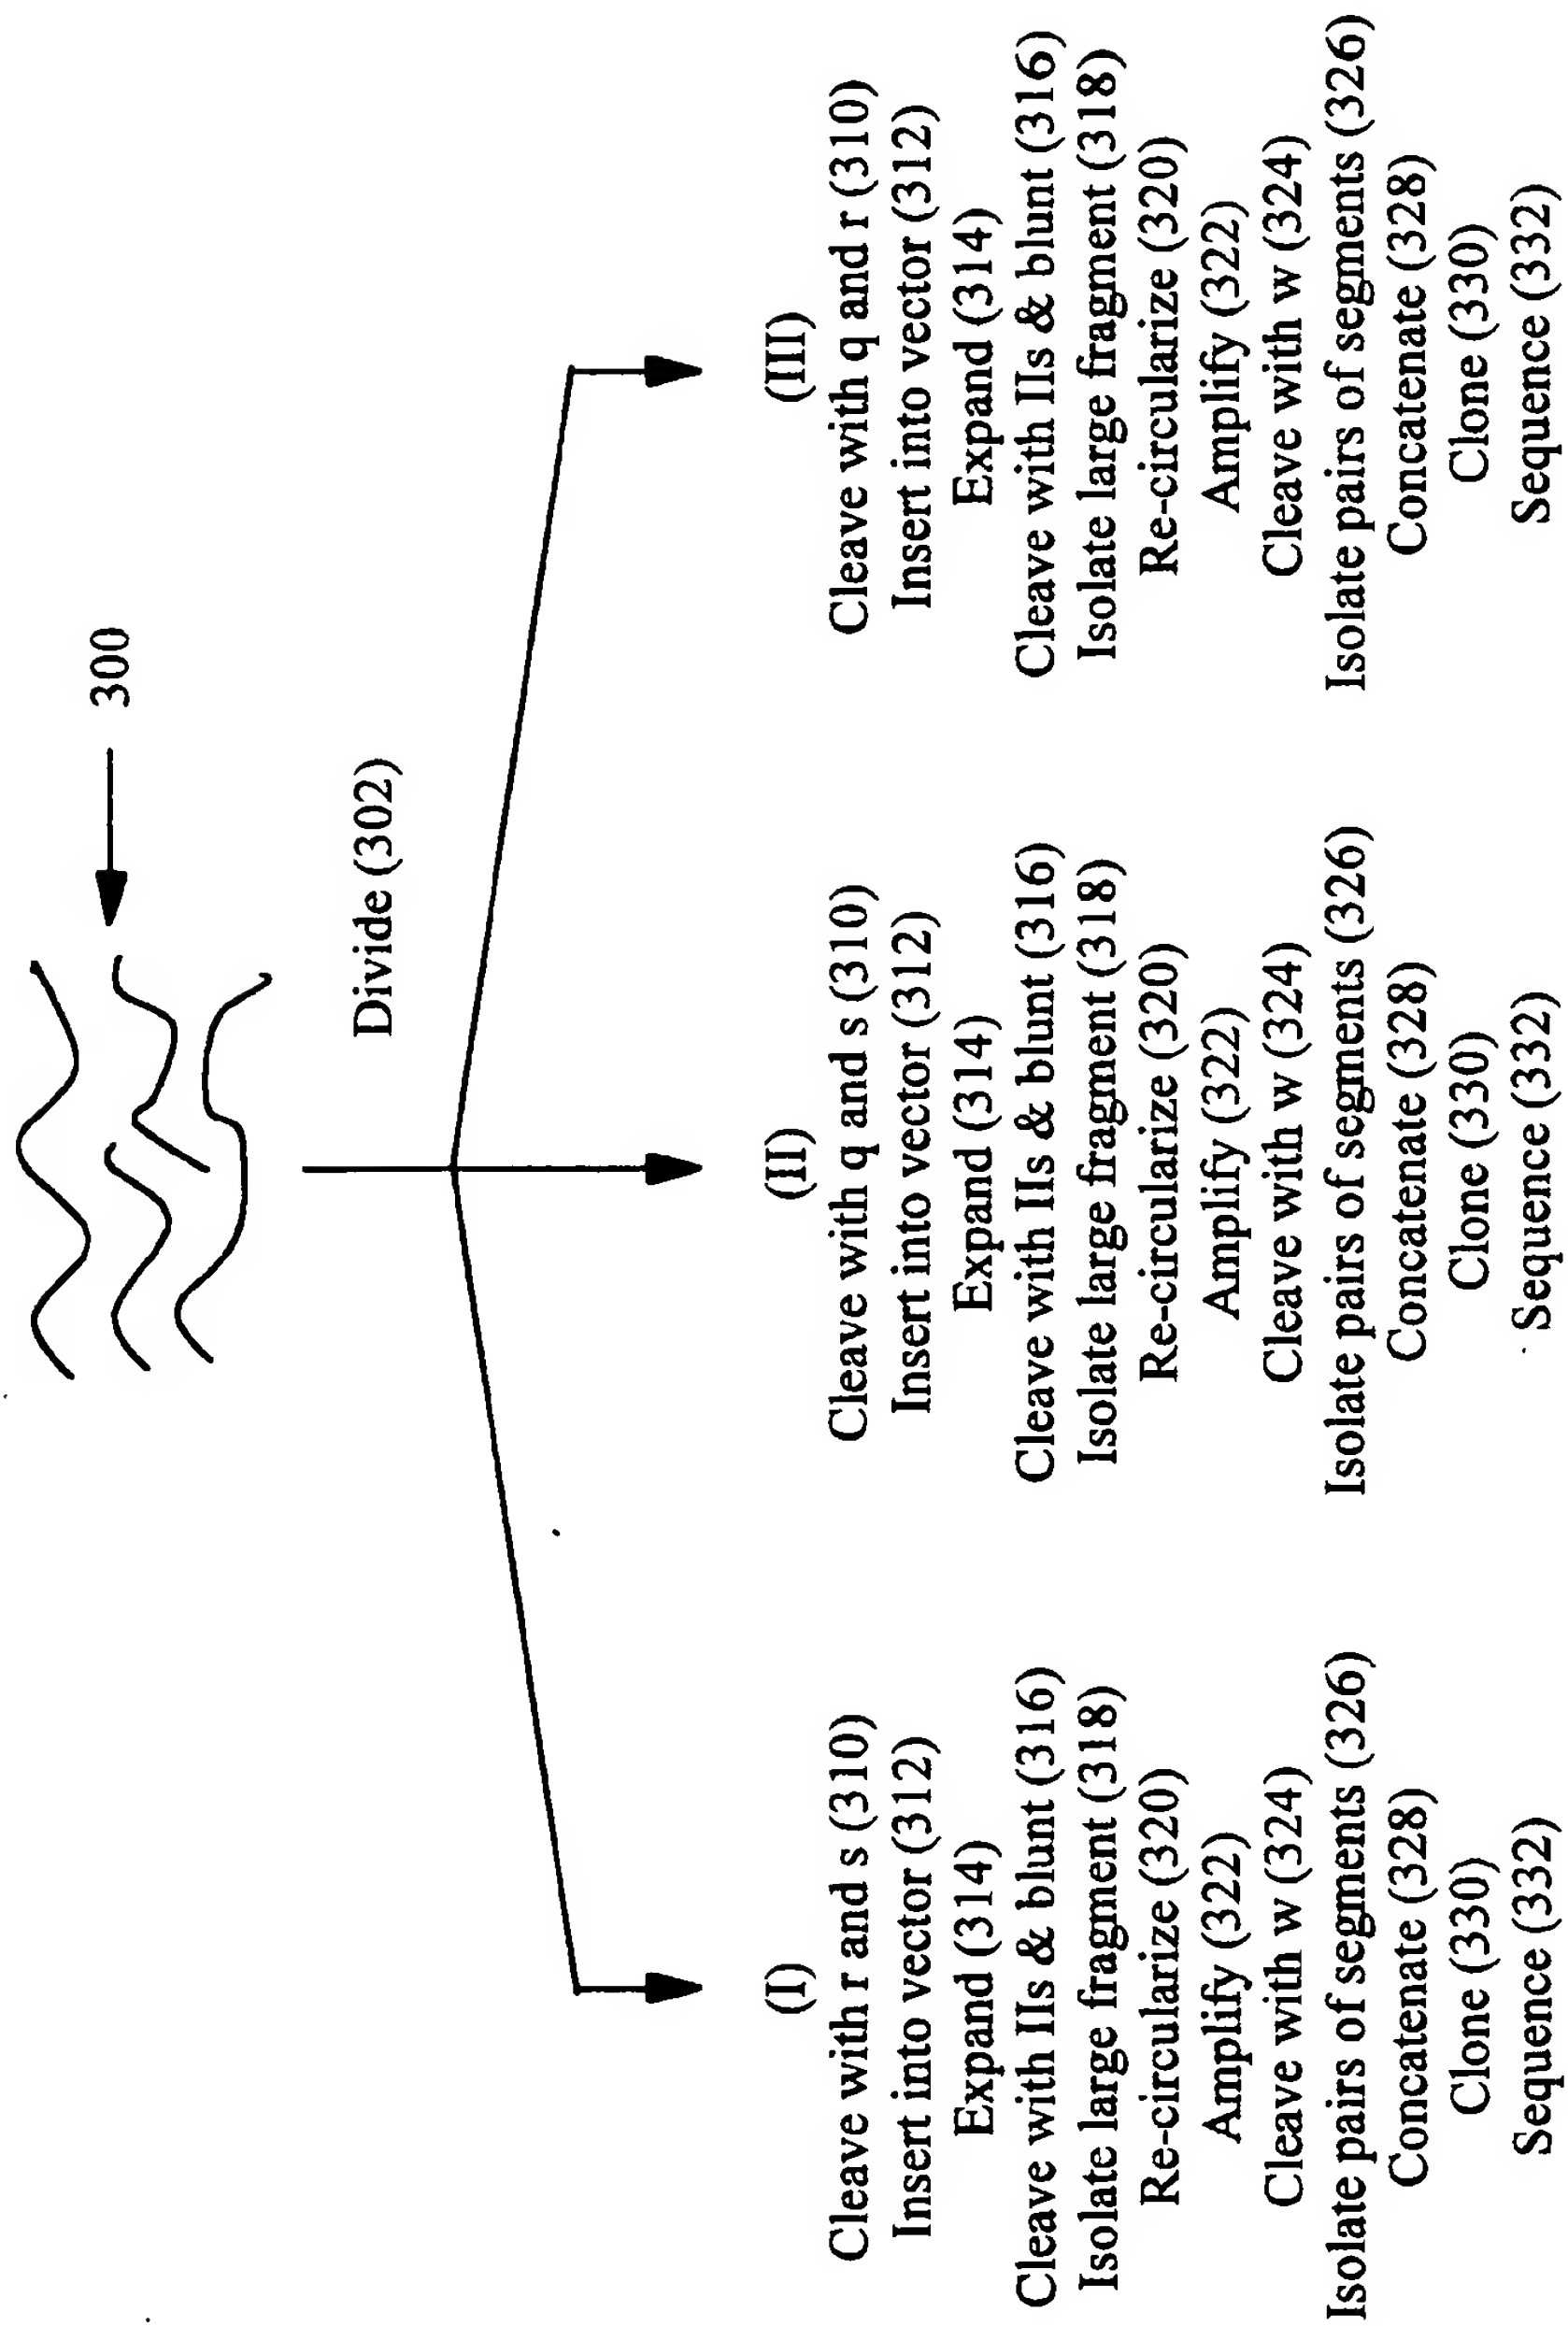 300
Divide (302)
(I)
Cleave with r and s (310)
Insert into vector (312)
Expand (314)
Cleave with IIs & blunt (316)
Isolate large fragment (318)
Re-circularize (320)
Amplify (322)
Cleave with w (324)
Isolate pairs of segments (326)
Concatenate (328)
Clone (330)
Sequence (332)
(II)
Cleave with q and s (310)
Insert into vector (312)
Expand (314)
Cleave with IIs & blunt (316)
Isolate large fragment (318)
Re-circularize (320)
Amplify (322)
Cleave with w (324)
Isolate pairs of segments (326)
Concatenate (328)
Clone (330)
Sequence (332)
(III)
Cleave with q and r (310)
Insert into vector (312)
Expand (314)
Cleave with IIs & blunt (316)
Isolate large fragment (318)
Re-circularize (320)
Amplify (322)
Cleave with w (324)
Isolate pairs of segments (326)
Concatenate (328)
Clone (330)
Sequence (332)